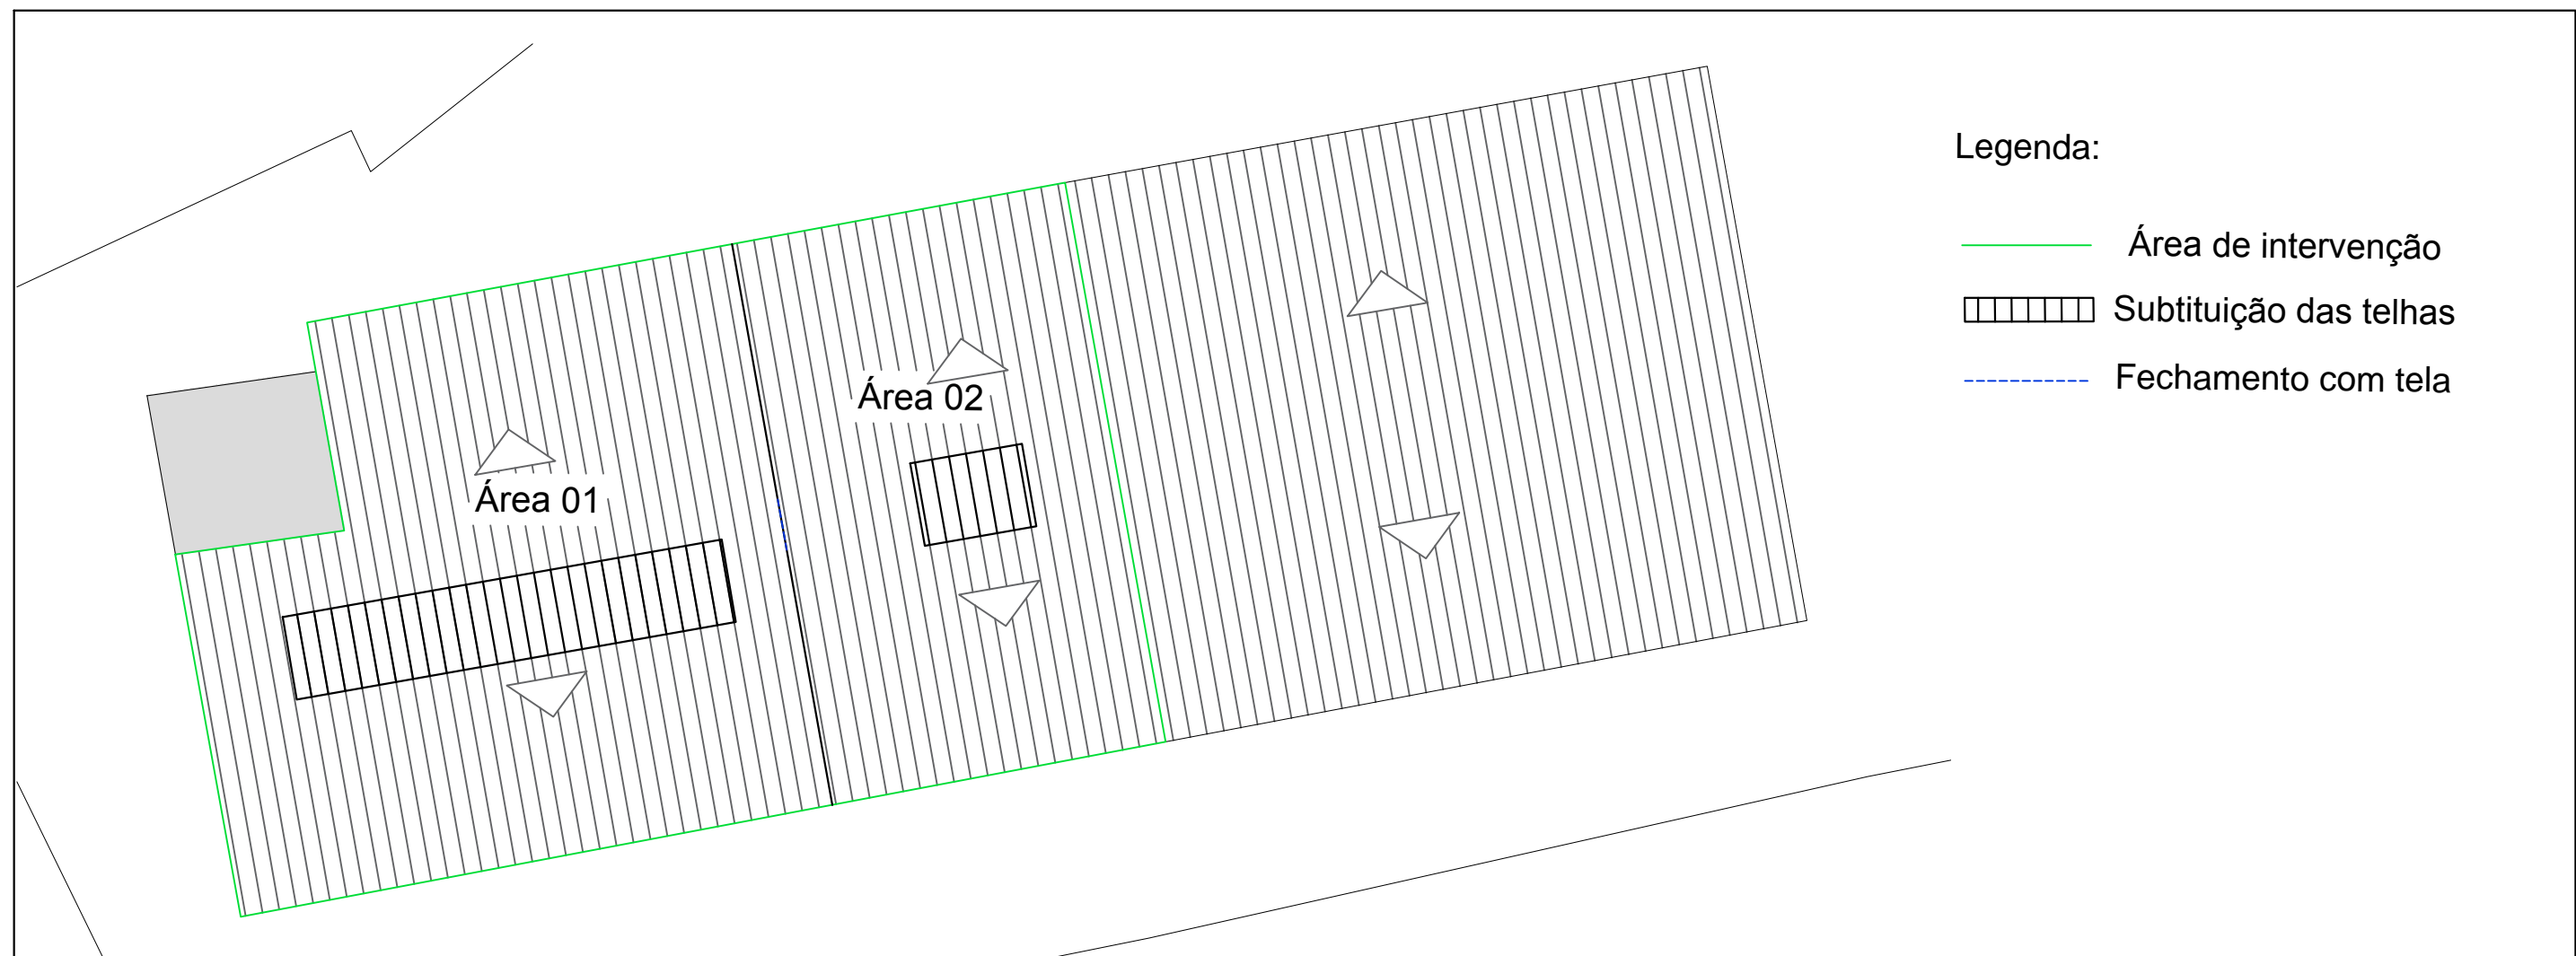 Legenda:
Área de intervenção
Subtituição das telhas
Fechamento com tela
Área 02
Área 01